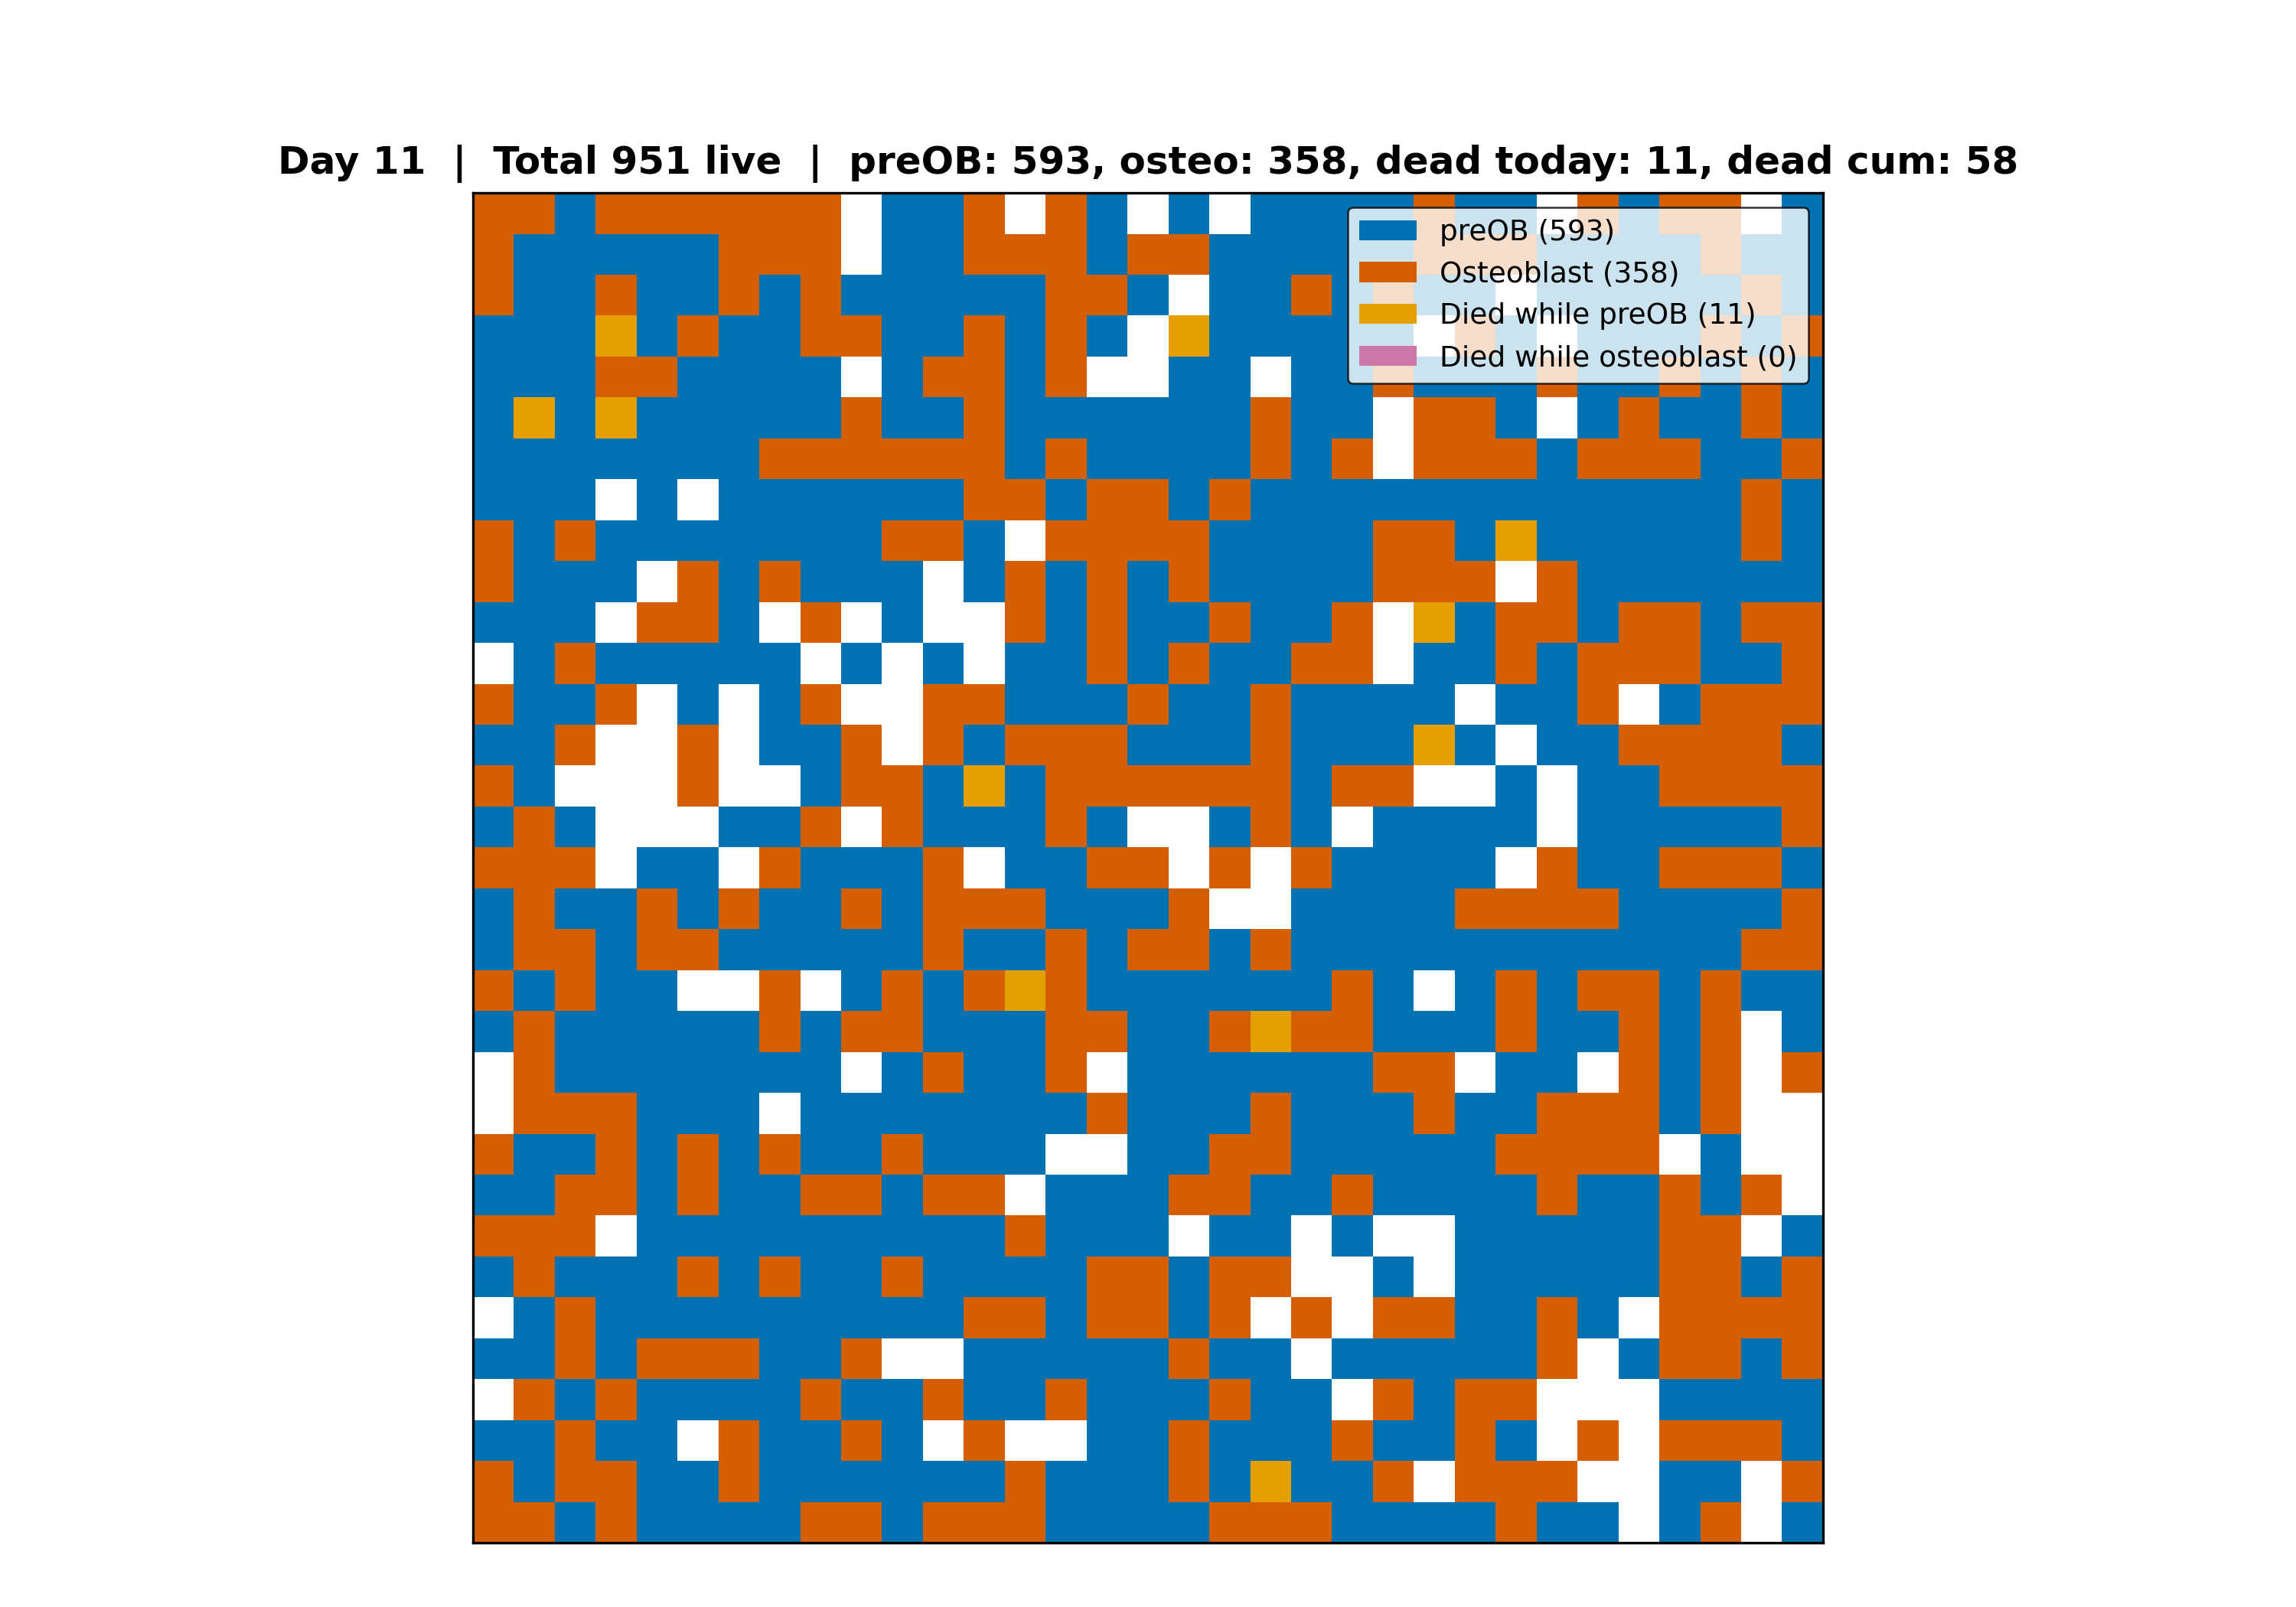 Day 11 | Total 951 live | preOB: 593, osteo: 358, dead today: 11, dead cum: 58
preOB (593)
Osteoblast (358)
Died while preOB (11)
Died while osteoblast (0)